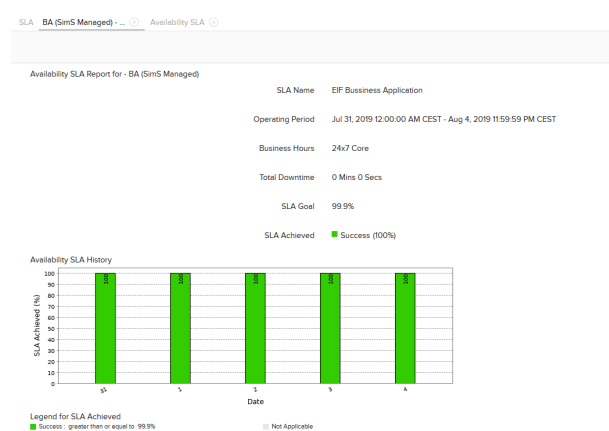 SLA BA (SimS Managed) - ... Availability SLA
Availability SLA Report for - BA (SimS Managed)
SLA Name EIF Bussiness Application
Operating Period Jul 31, 2019 12:00:00 AM CEST - Aug 4, 2019 11:59:59 PM CEST
Business Hours 24x7 Core
Total Downtime 0 Mins 0 Secs
SLA Goal 99.9%
SLA Achieved Success (100%)
Availability SLA History
SLA Achieved (%)
100
90
80
70
60
50
40
30
20
10
0
100 100 100 100 100
31 1 2 3 4
Date
Legend for SLA Achieved
Success : greater than or equal to 99.9% Not Applicable